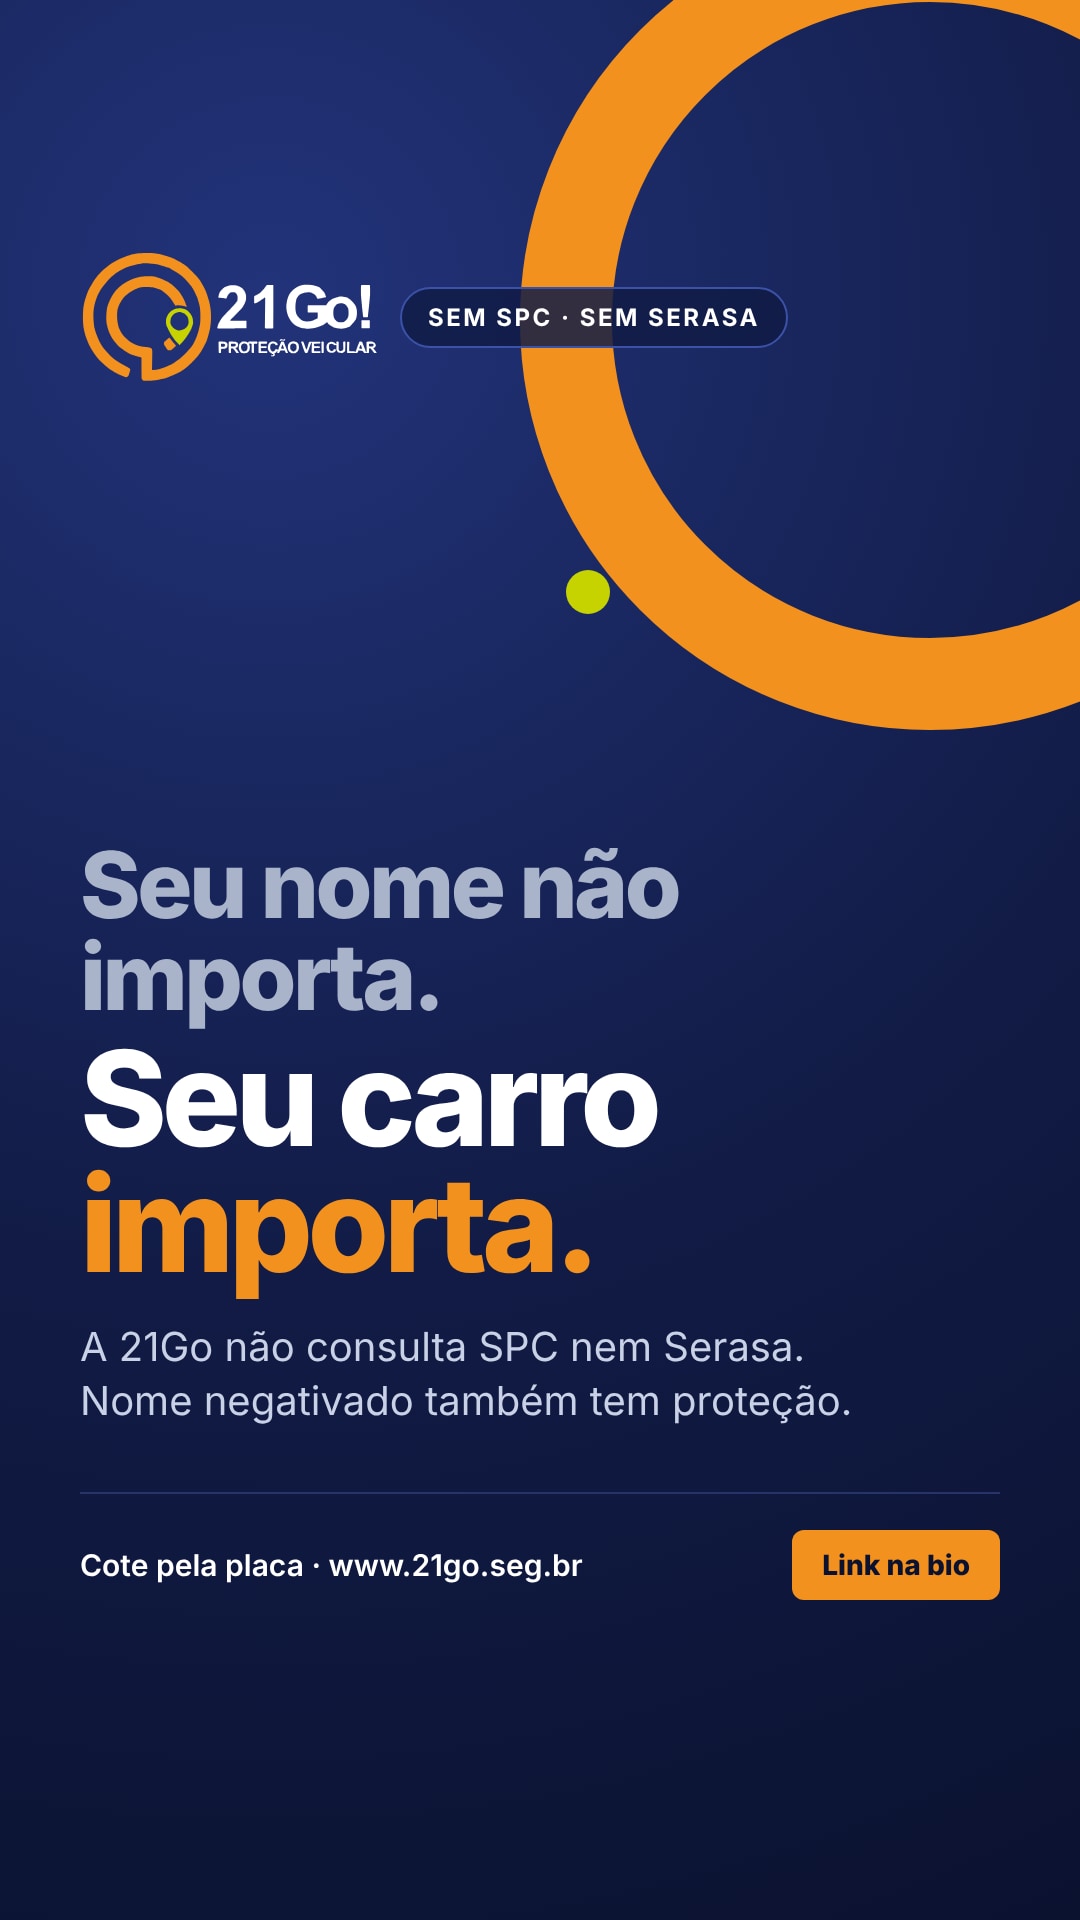 21Go!
PROTEÇÃO VEICULAR
SEM SPC · SEM SERASA
Seu nome não
importa.
Seu carro
importa.
A 21Go não consulta SPC nem Serasa.
Nome negativado também tem proteção.
Cote pela placa · www.21go.seg.br
Link na bio